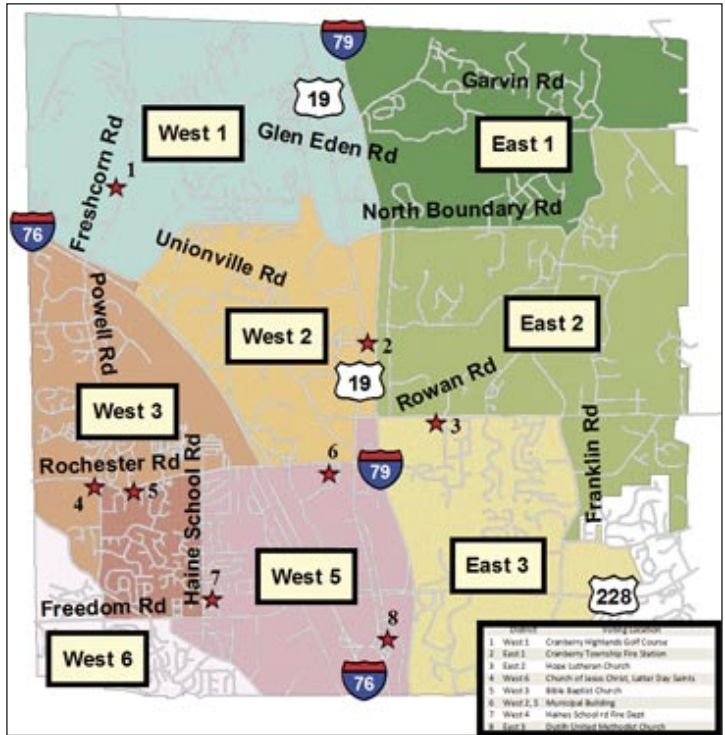 79
Garvin Rd
19
West 1
Glen Eden Rd
East 1
Freshcorn Rd
1
North Boundary Rd
76
Unionville Rd
Powell Rd
West 2
2
East 2
19
Rowan Rd
West 3
3
Franklin Rd
Rochester Rd
6
79
4
5
Haine School Rd
West 5
East 3
7
228
Freedom Rd
8
West 6
76
District Voting Location
1 West 1 Cranberry Highlands Golf Course
2 East 1 Cranberry Township Fire Station
3 East 2 Hope Lutheran Church
4 West 6 Church of Jesus Christ, Latter Day Saints
5 West 3 Bible Baptist Church
6 West 2, 5 Municipal Building
7 West 4 Haines School rd Fire Dept
8 East 3 Dutilh United Methodist Church